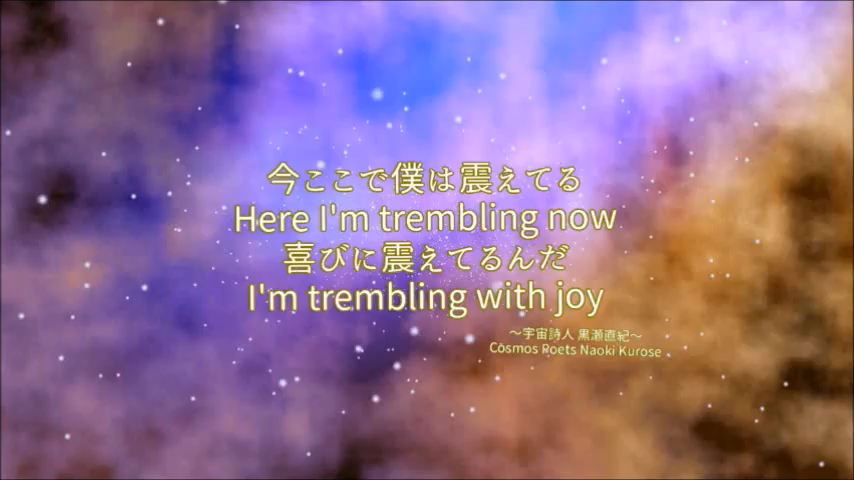 今ここで僕は震えてる
Here I'm trembling now
喜びに震えてるんだ
I'm trembling with joy
～宇宙詩人 黒瀬直紀～
Cosmos Poets Naoki Kurose